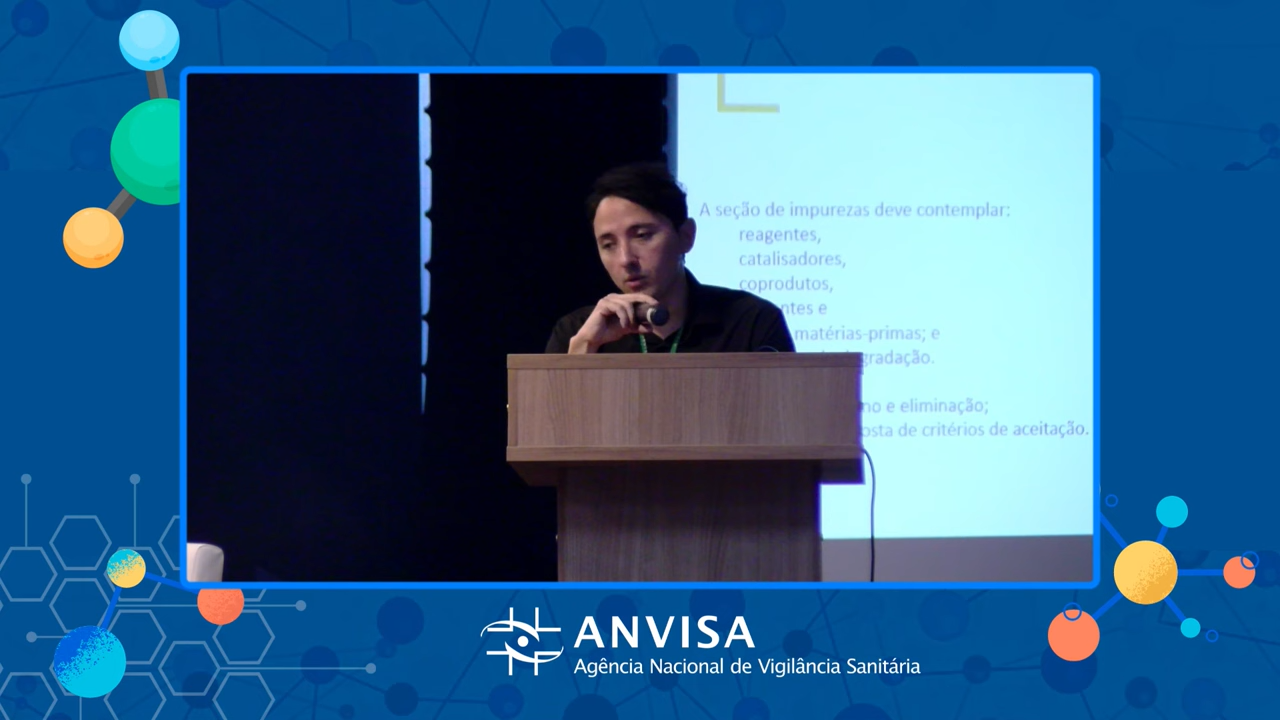 A seção de impurezas deve contemplar:
reagentes,
catalisadores,
coprodutos,
ntes e
matérias-primas; e
gradação.
no e eliminação;
osta de critérios de aceitação.
ANVISA
Agência Nacional de Vigilância Sanitária